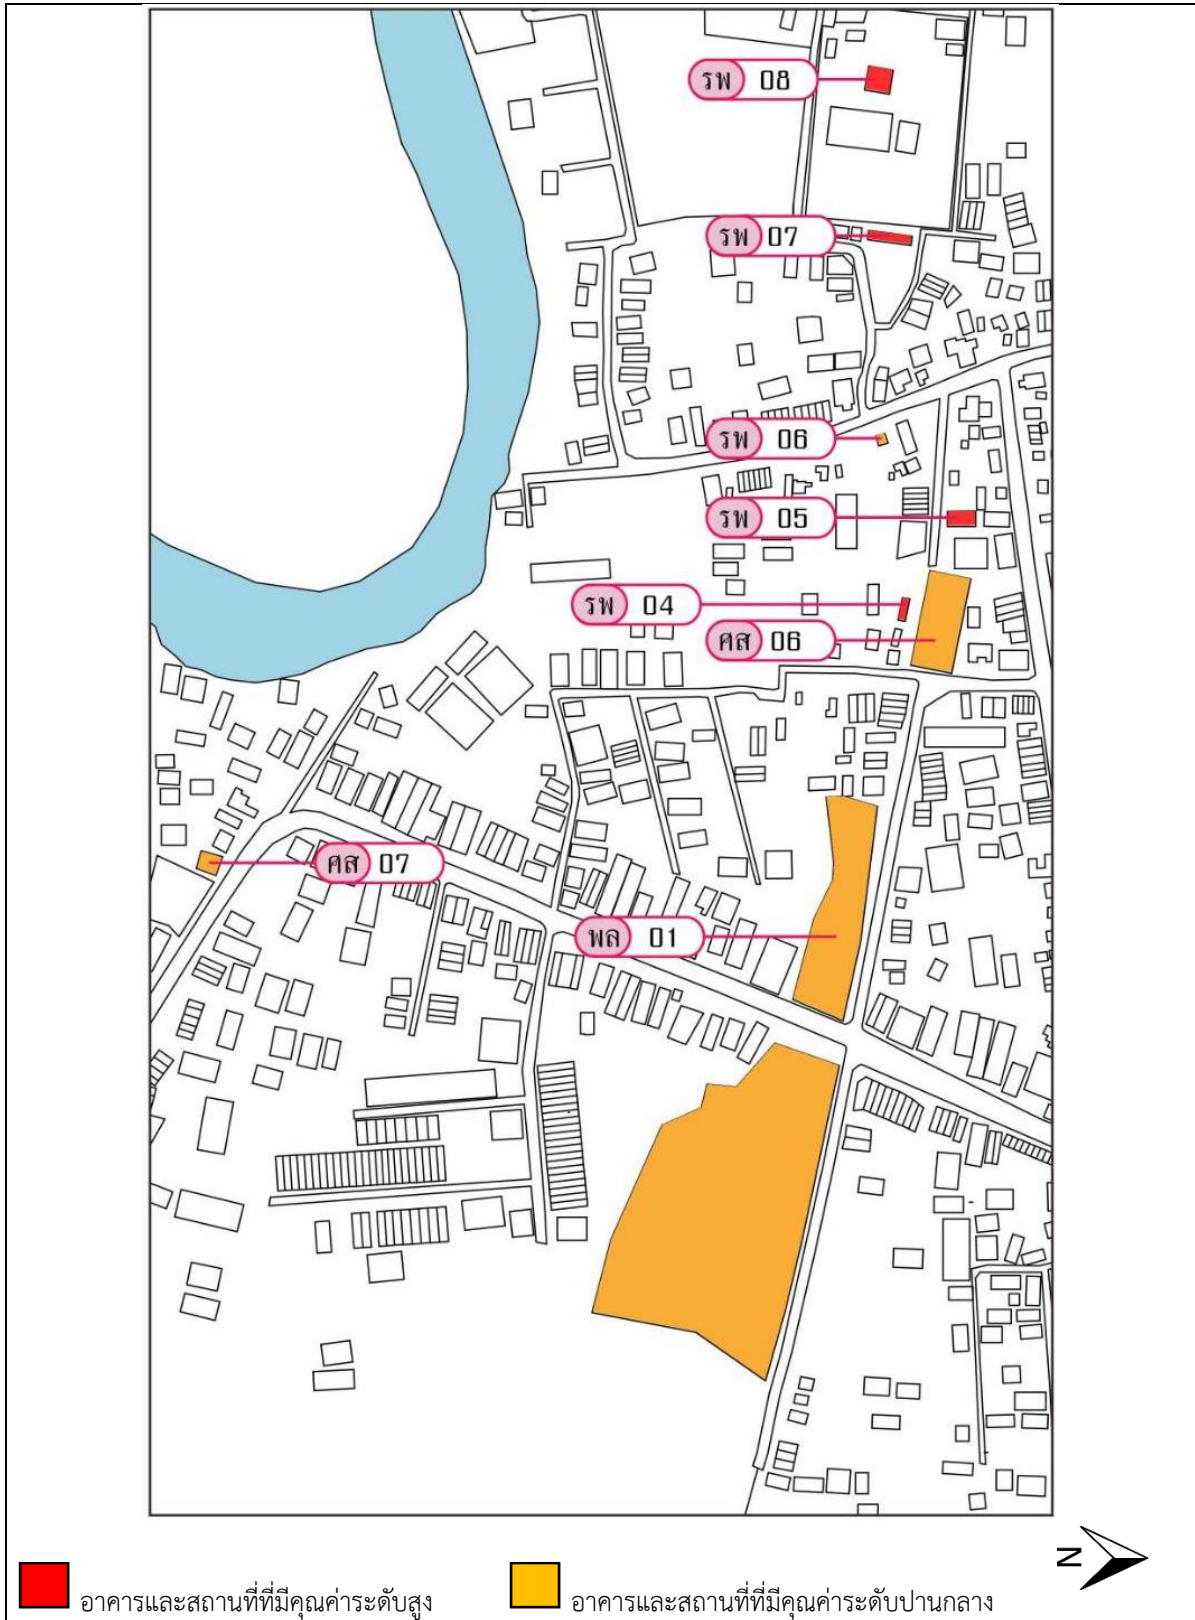 รพ 08
รพ 07
รพ 06
รพ 05
รพ 04
ศส 06
ศส 07
พล 01
N
อาคารและสถานที่ที่มีคุณค่าระดับสูง
อาคารและสถานที่ที่มีคุณค่าระดับปานกลาง